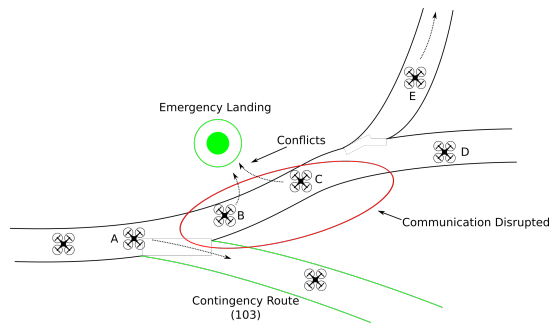 E
Emergency Landing
Conflicts
D
C
B
A
Communication Disrupted
Contingency Route
(103)